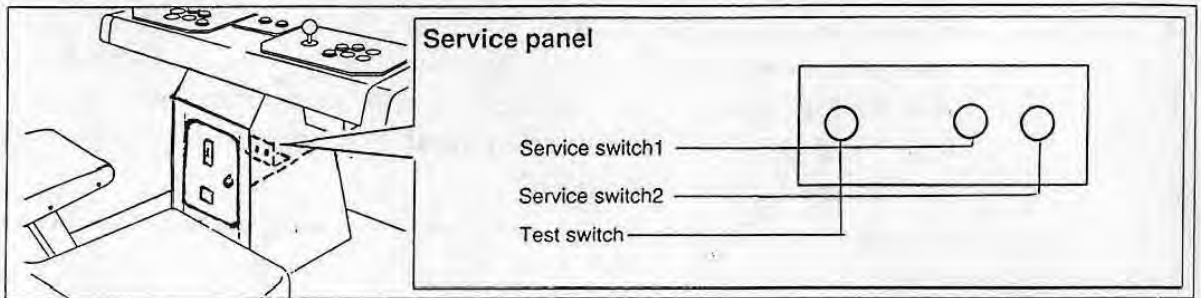 Service panel
Service switch1
Service switch2
Test switch